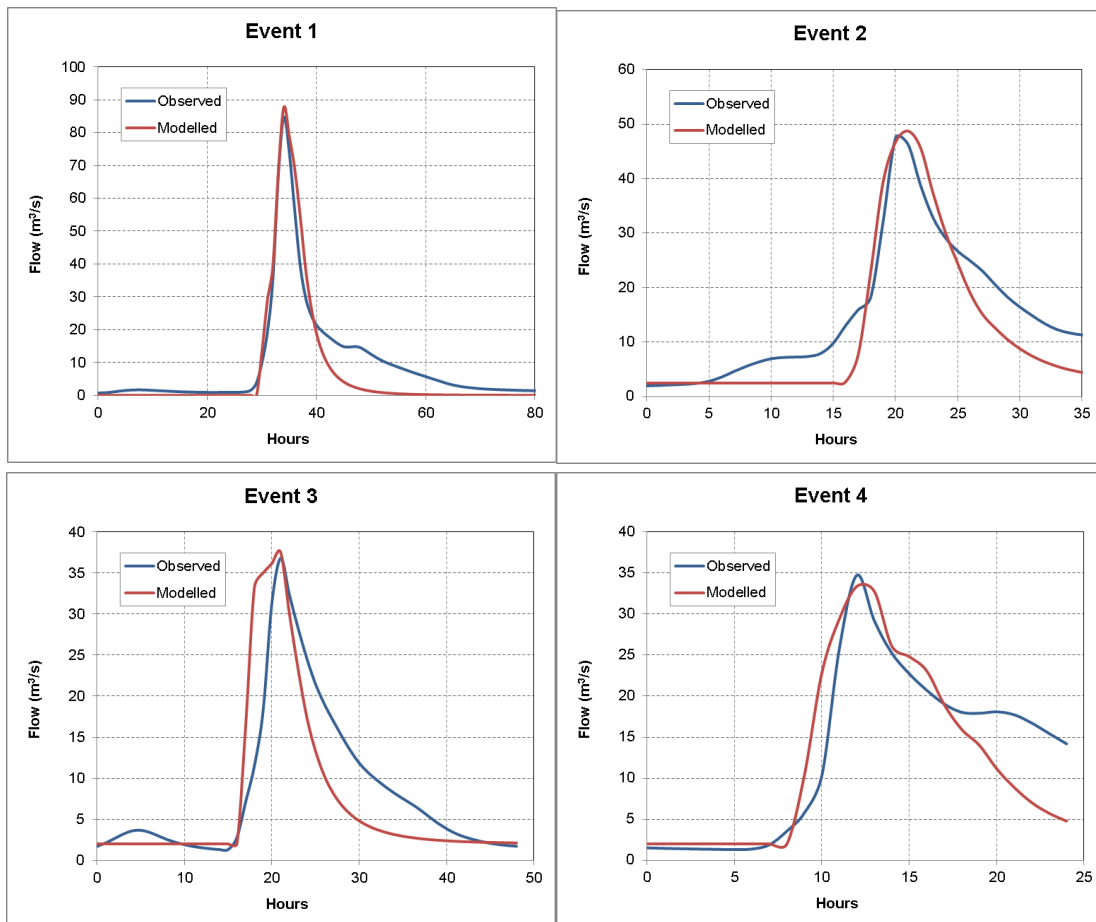 Event 1
100
90
80
70
60
50
40
30
20
10
0
Flow (m³/s)
Observed
Modelled
0 20 40 60 80
Hours
Event 2
60
50
40
30
20
10
0
Flow (m³/s)
Observed
Modelled
0 5 10 15 20 25 30 35
Hours
Event 3
40
35
30
25
20
15
10
5
0
Flow (m³/s)
Observed
Modelled
0 10 20 30 40 50
Hours
Event 4
40
35
30
25
20
15
10
5
0
Flow (m³/s)
Observed
Modelled
0 5 10 15 20 25
Hours